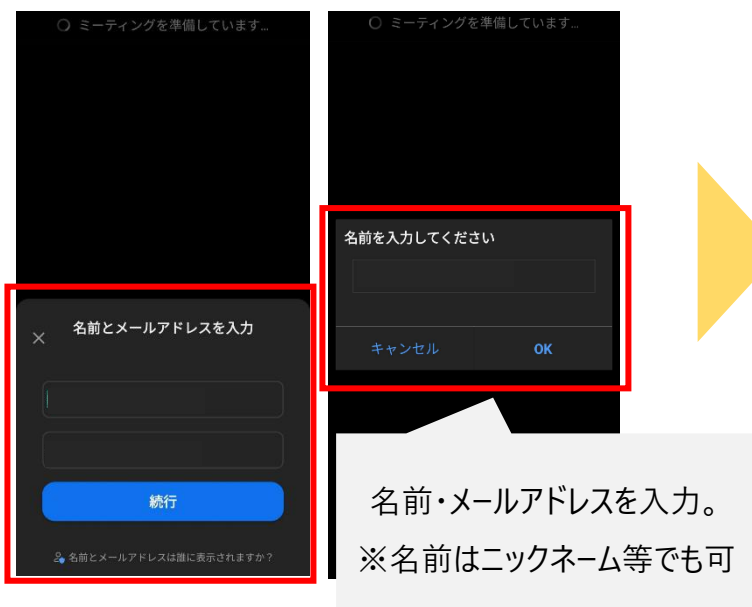 ミーティングを準備しています...
名前とメールアドレスを入力
続行
名前とメールアドレスは誰に表示されますか？
ミーティングを準備しています...
名前を入力してください
キャンセル
OK
名前・メールアドレスを入力。
※名前はニックネーム等でも可